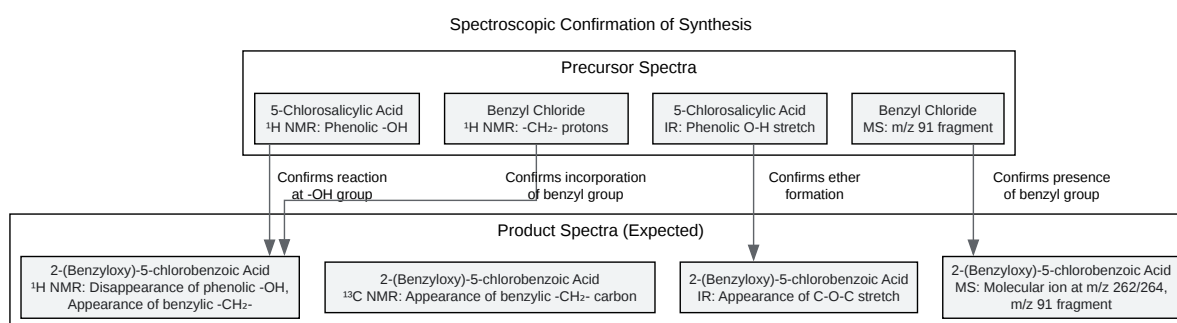 Spectroscopic Confirmation of Synthesis
Precursor Spectra
5-Chlorosalicylic Acid
¹H NMR: Phenolic -OH
Benzyl Chloride
¹H NMR: -CH₂- protons
5-Chlorosalicylic Acid
IR: Phenolic O-H stretch
Benzyl Chloride
MS: m/z 91 fragment
Confirms reaction
at -OH group
Confirms incorporation
of benzyl group
Confirms ether
formation
Confirms presence
of benzyl group
Product Spectra (Expected)
2-(Benzyloxy)-5-chlorobenzoic Acid
¹H NMR: Disappearance of phenolic -OH,
Appearance of benzylic -CH₂-
2-(Benzyloxy)-5-chlorobenzoic Acid
¹³C NMR: Appearance of benzylic -CH₂- carbon
2-(Benzyloxy)-5-chlorobenzoic Acid
IR: Appearance of C-O-C stretch
2-(Benzyloxy)-5-chlorobenzoic Acid
MS: Molecular ion at m/z 262/264,
m/z 91 fragment